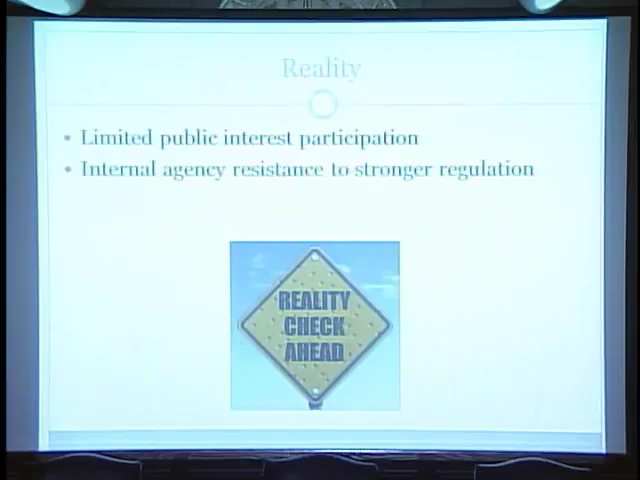 Reality
• Limited public interest participation
• Internal agency resistance to stronger regulation
REALITY
CHECK
AHEAD